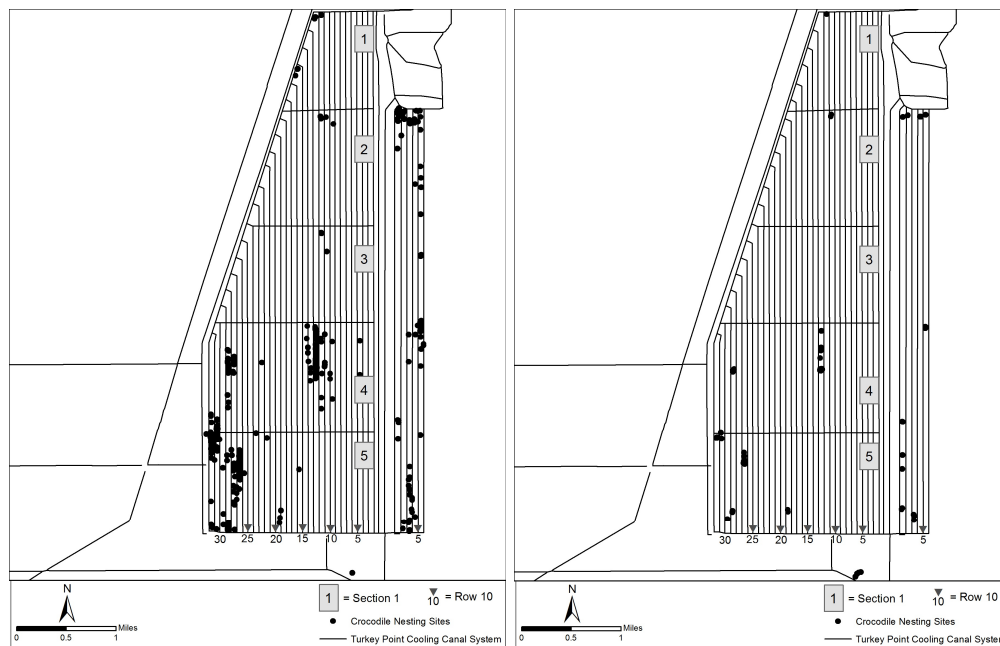 1
2
3
4
5
30 25 20 15 10 5 5
N
0 0.5 1 Miles
1 = Section 1 10 = Row 10
Crocodile Nesting Sites
Turkey Point Cooling Canal System
1
2
3
4
5
30 25 20 15 10 5 5
N
0 0.5 1 Miles
1 = Section 1 10 = Row 10
Crocodile Nesting Sites
Turkey Point Cooling Canal System